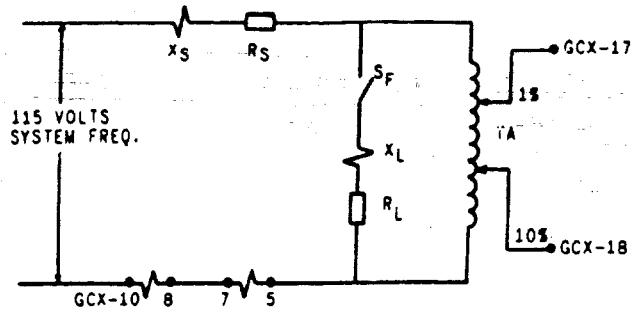 X_S
R_S
GCX-17
S_F
1%
115 VOLTS
SYSTEM FREQ.
TA
X_L
R_L
10%
GCX-18
GCX-10
8
7
5